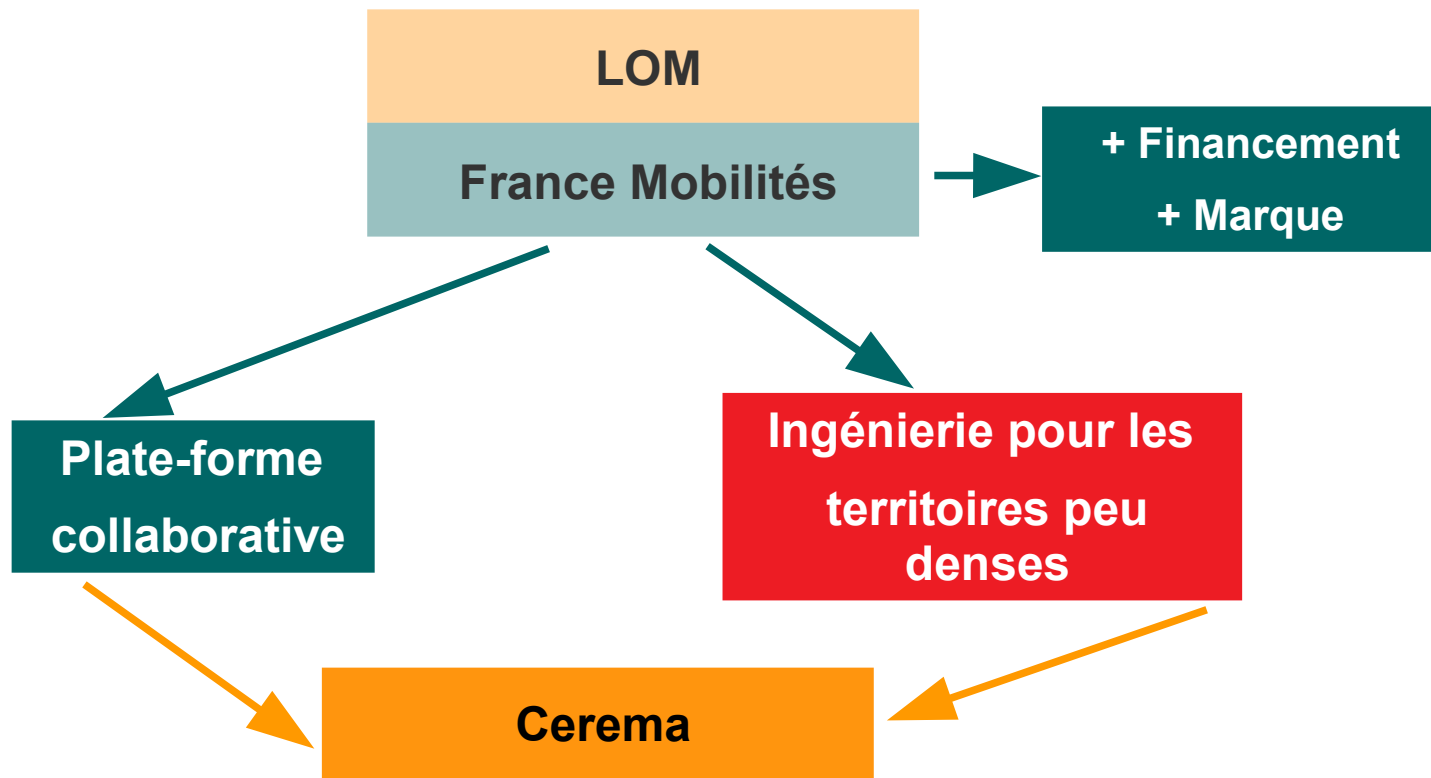 LOM
France Mobilités
+ Financement
+ Marque
Plate-forme
collaborative
Ingénierie pour les
territoires peu
denses
Cerema